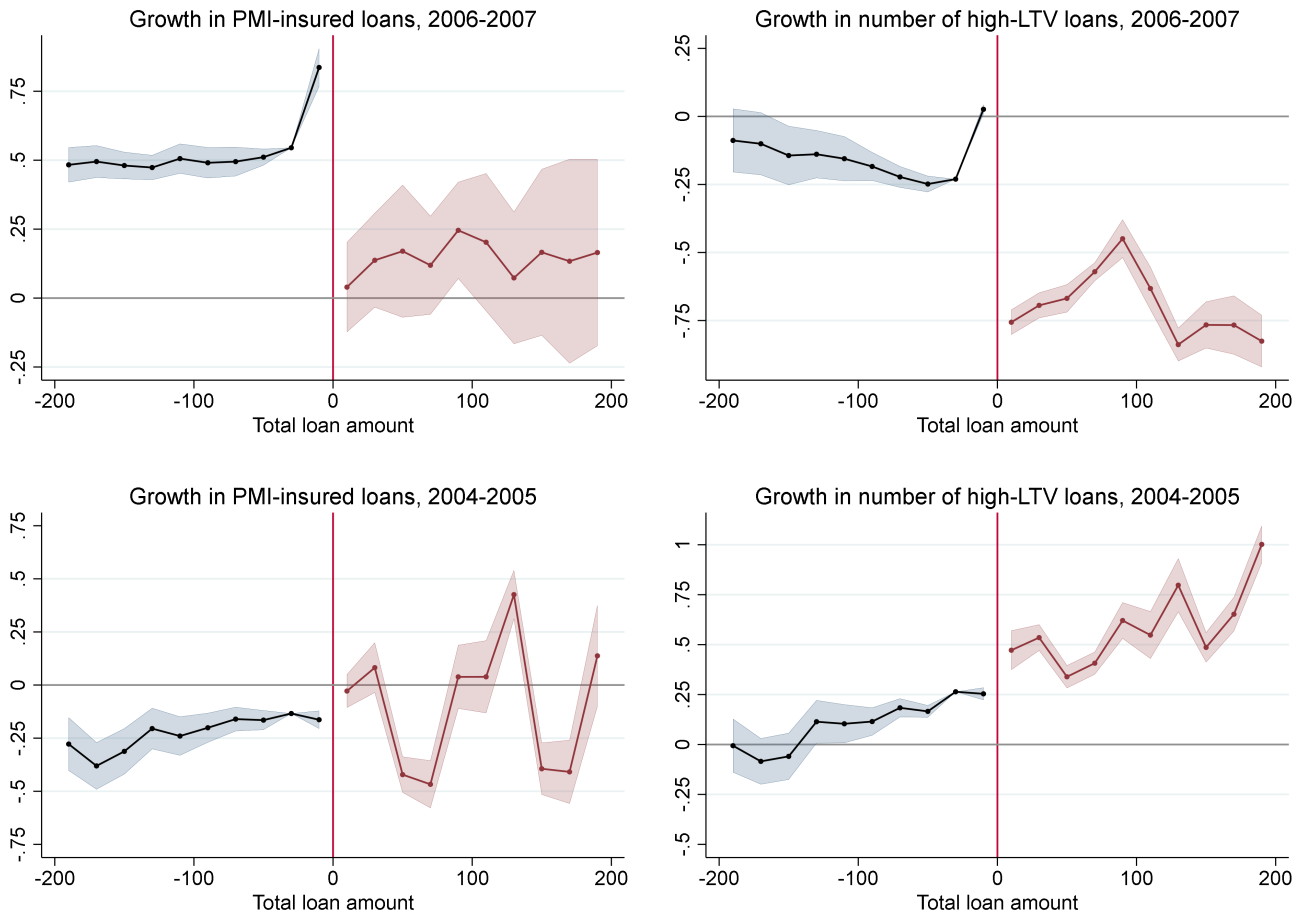 Growth in PMI-insured loans, 2006-2007
.75
.5
.25
0
-.25
-200 -100 0 100 200
Total loan amount
Growth in number of high-LTV loans, 2006-2007
.25
0
-.25
-.5
-.75
-200 -100 0 100 200
Total loan amount
Growth in PMI-insured loans, 2004-2005
.75
.5
.25
0
-.25
-.5
-.75
-200 -100 0 100 200
Total loan amount
Growth in number of high-LTV loans, 2004-2005
1
.75
.5
.25
0
-.25
-.5
-200 -100 0 100 200
Total loan amount